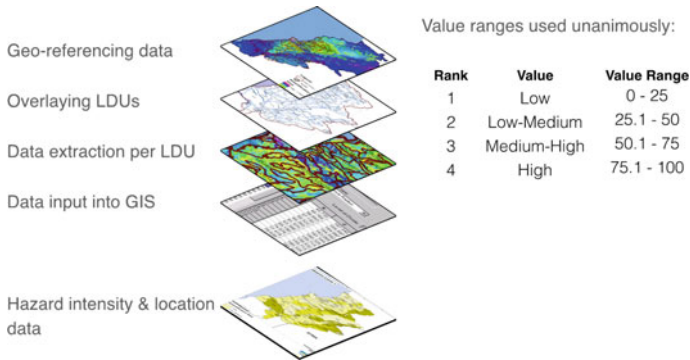 Geo-referencing data
Overlaying LDUs
Data extraction per LDU
Data input into GIS
Hazard intensity & location
data
Value ranges used unanimously:
Rank Value Value Range
1 Low 0 - 25
2 Low-Medium 25.1 - 50
3 Medium-High 50.1 - 75
4 High 75.1 - 100